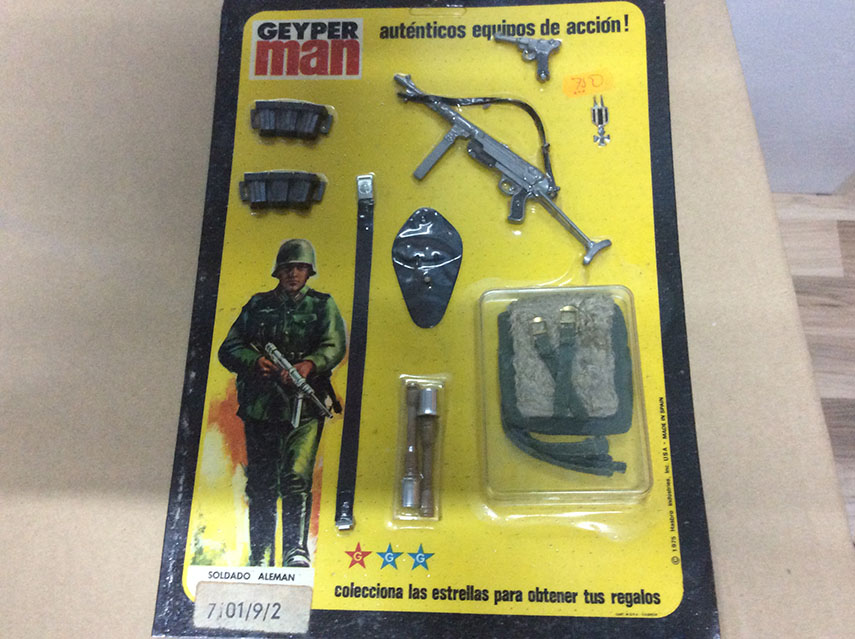 GEYPER
man
auténticos equipos de acción!
G G G
SOLDADO ALEMAN
7101/9/2
colecciona las estrellas para obtener tus regalos
© 1975 Hasbro Industries, Inc. U.S.A. - MADE IN SPAIN